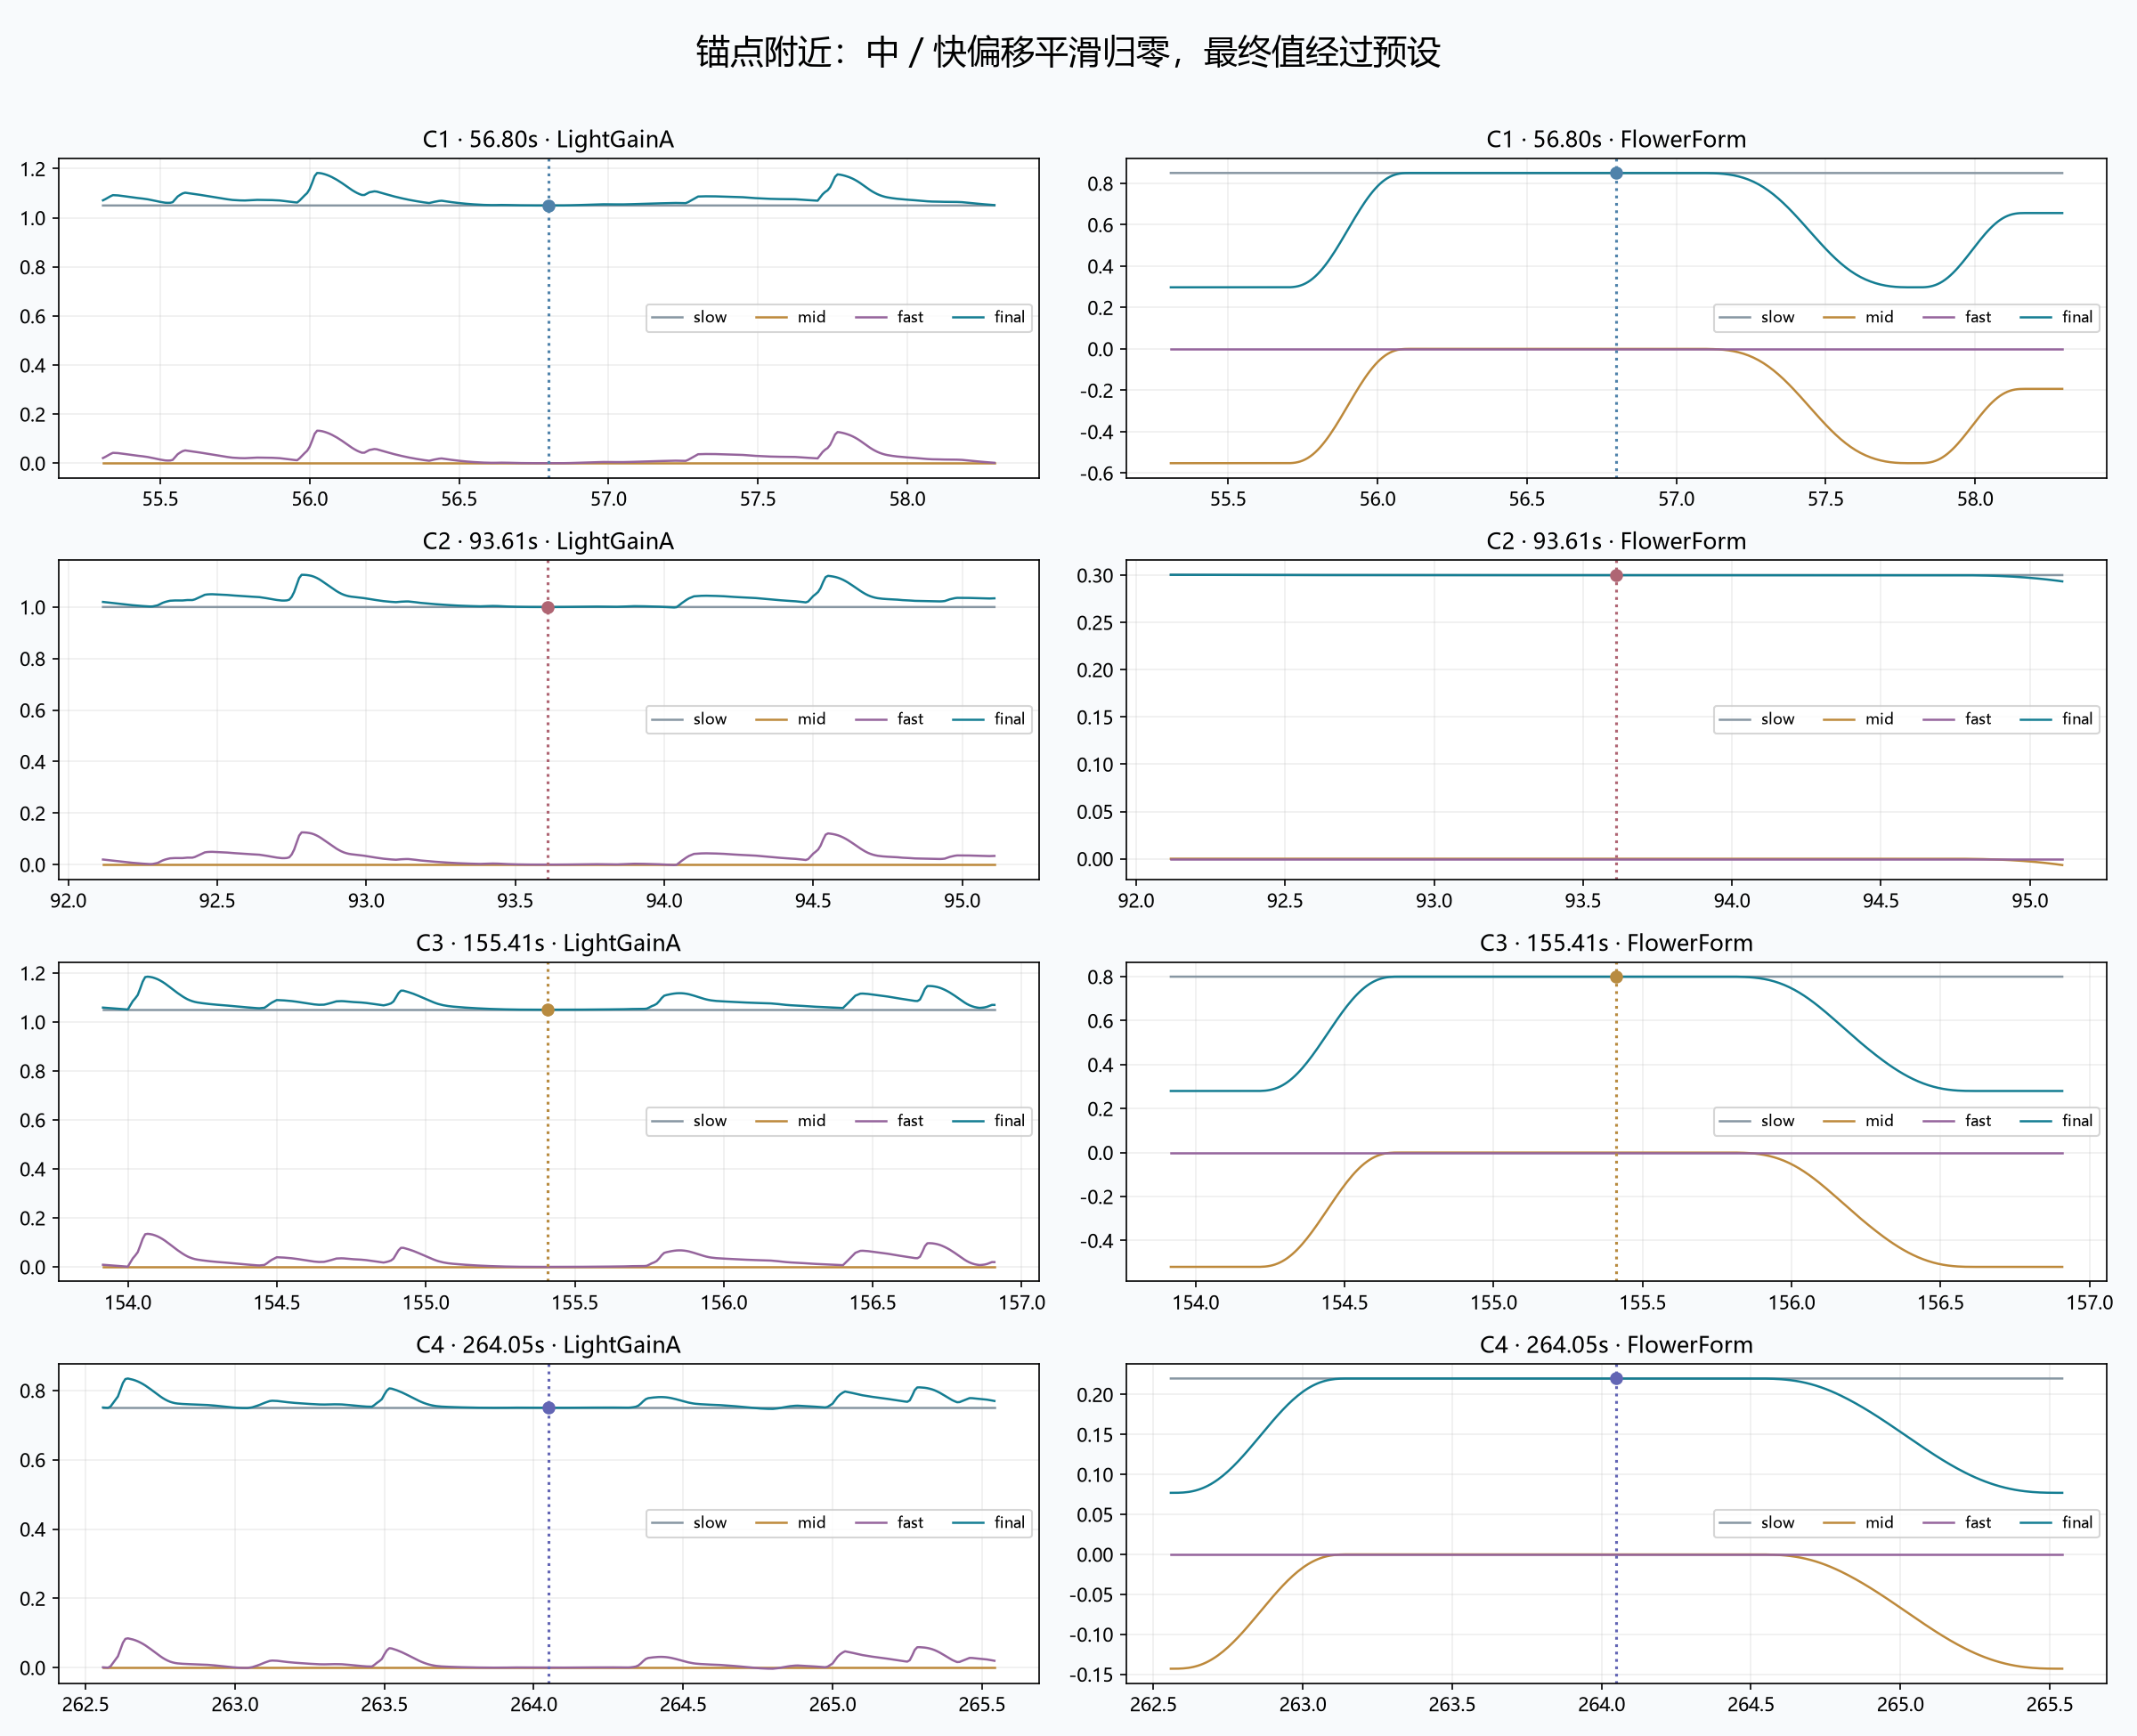 锚点附近：中 / 快偏移平滑归零，最终值经过预设
C1 · 56.80s · LightGainA
1.2
1.0
0.8
0.6
0.4
0.2
0.0
slow mid fast final
55.5 56.0 56.5 57.0 57.5 58.0
C1 · 56.80s · FlowerForm
0.8
0.6
0.4
0.2
0.0
-0.2
-0.4
-0.6
slow mid fast final
55.5 56.0 56.5 57.0 57.5 58.0
C2 · 93.61s · LightGainA
1.0
0.8
0.6
0.4
0.2
0.0
slow mid fast final
92.0 92.5 93.0 93.5 94.0 94.5 95.0
C2 · 93.61s · FlowerForm
0.30
0.25
0.20
0.15
0.10
0.05
0.00
slow mid fast final
92.0 92.5 93.0 93.5 94.0 94.5 95.0
C3 · 155.41s · LightGainA
1.2
1.0
0.8
0.6
0.4
0.2
0.0
slow mid fast final
154.0 154.5 155.0 155.5 156.0 156.5 157.0
C3 · 155.41s · FlowerForm
0.8
0.6
0.4
0.2
0.0
-0.2
-0.4
slow mid fast final
154.0 154.5 155.0 155.5 156.0 156.5 157.0
C4 · 264.05s · LightGainA
0.8
0.6
0.4
0.2
0.0
slow mid fast final
262.5 263.0 263.5 264.0 264.5 265.0 265.5
C4 · 264.05s · FlowerForm
0.20
0.15
0.10
0.05
0.00
-0.05
-0.10
-0.15
slow mid fast final
262.5 263.0 263.5 264.0 264.5 265.0 265.5